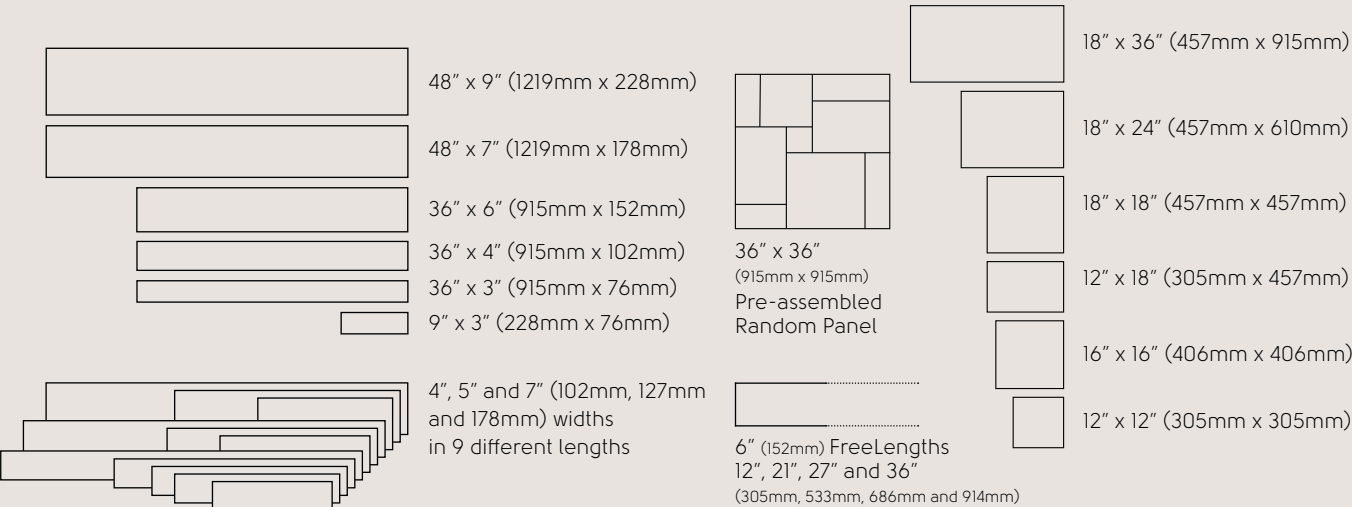 48” x 9” (1219mm x 228mm)
48” x 7” (1219mm x 178mm)
36” x 6” (915mm x 152mm)
36” x 4” (915mm x 102mm)
36” x 3” (915mm x 76mm)
9” x 3” (228mm x 76mm)
4”, 5” and 7” (102mm, 127mm
and 178mm) widths
in 9 different lengths
36” x 36”
(915mm x 915mm)
Pre-assembled
Random Panel
6” (152mm) FreeLengths
12”, 21”, 27” and 36”
(305mm, 533mm, 686mm and 914mm)
18” x 36” (457mm x 915mm)
18” x 24” (457mm x 610mm)
18” x 18” (457mm x 457mm)
12” x 18” (305mm x 457mm)
16” x 16” (406mm x 406mm)
12” x 12” (305mm x 305mm)